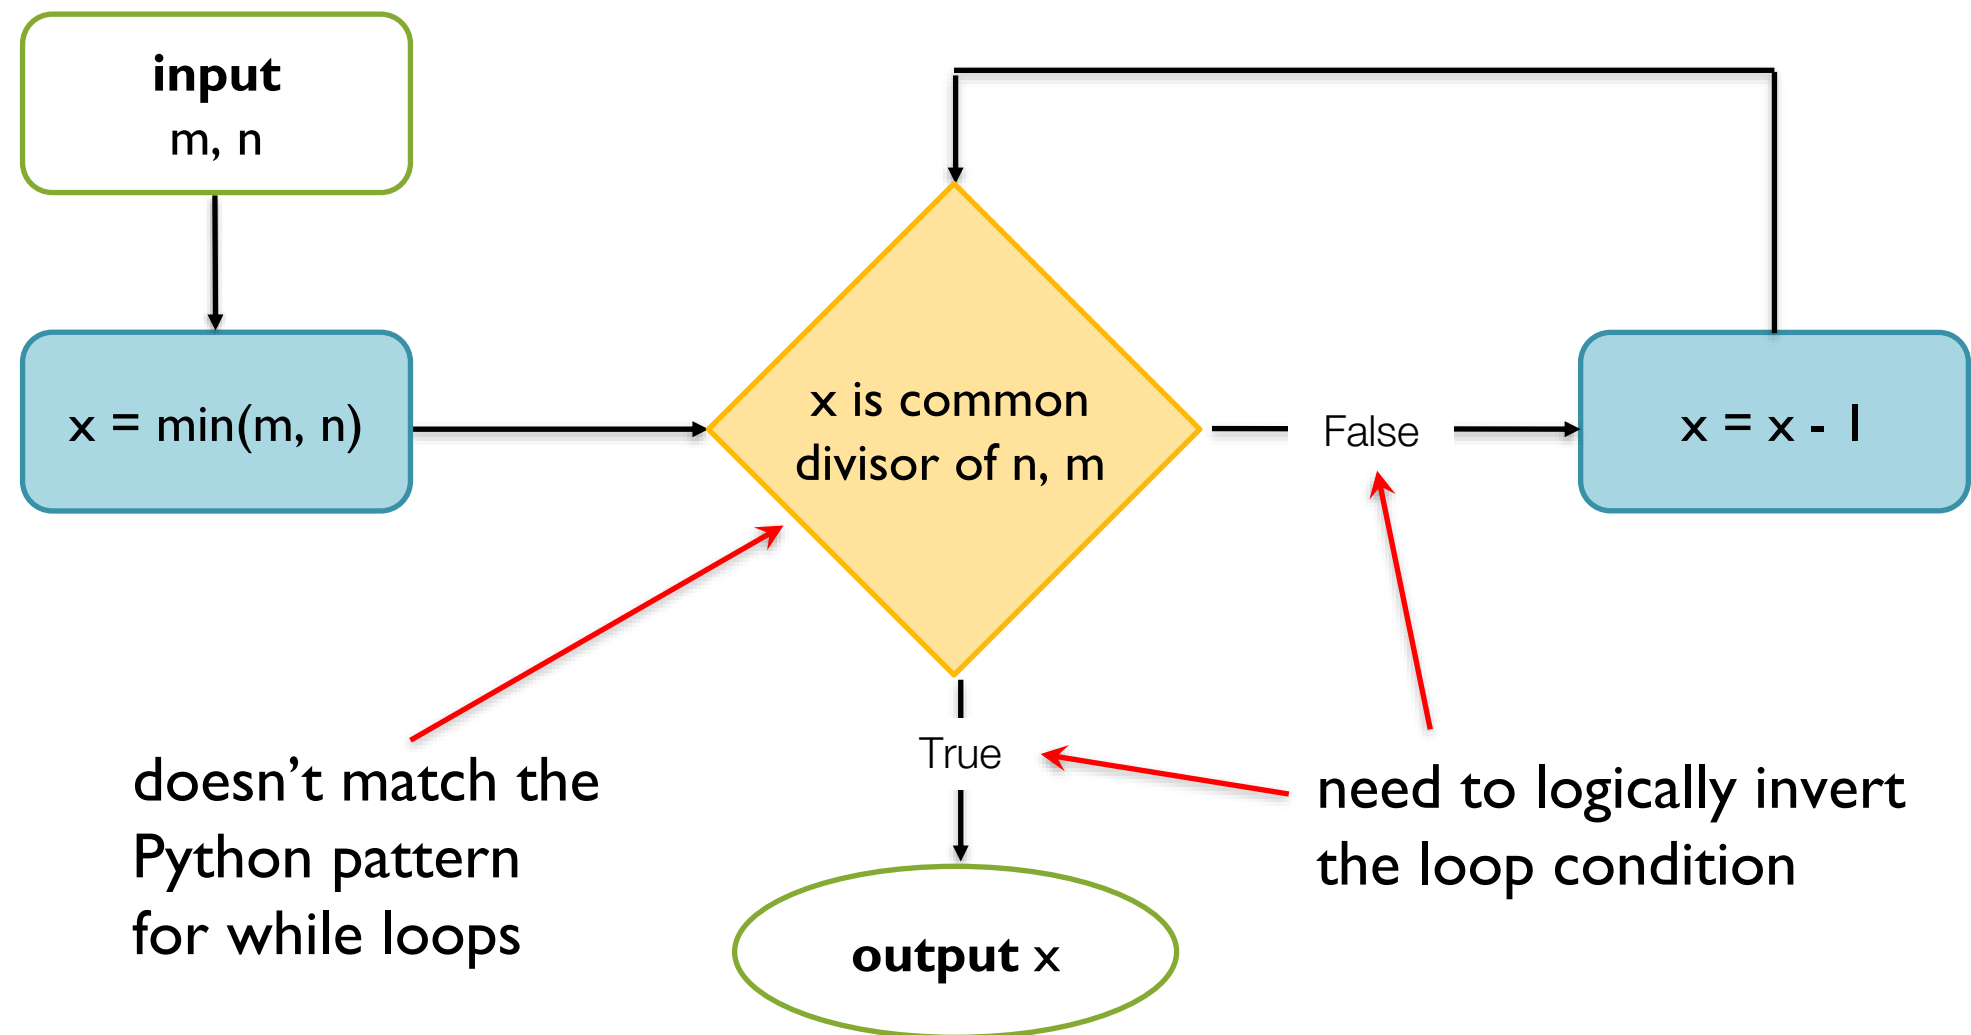 input
m, n
x = min(m, n)
x is common
divisor of n, m
False
x = x - 1
True
doesn’t match the
Python pattern
for while loops
need to logically invert
the loop condition
output x